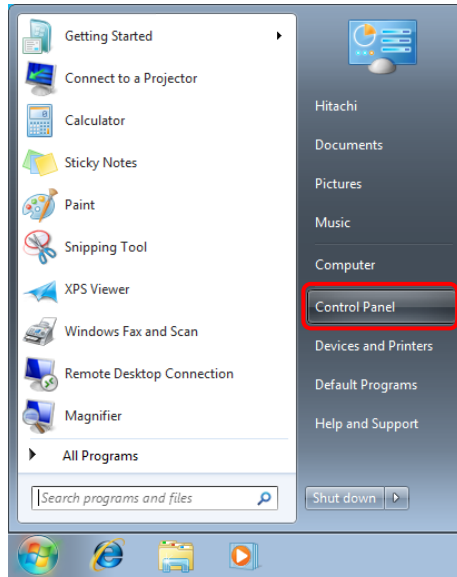 Getting Started
Connect to a Projector
Calculator
Sticky Notes
Paint
Snipping Tool
XPS Viewer
Windows Fax and Scan
Remote Desktop Connection
Magnifier
All Programs
Search programs and files
Hitachi
Documents
Pictures
Music
Computer
Control Panel
Devices and Printers
Default Programs
Help and Support
Shut down